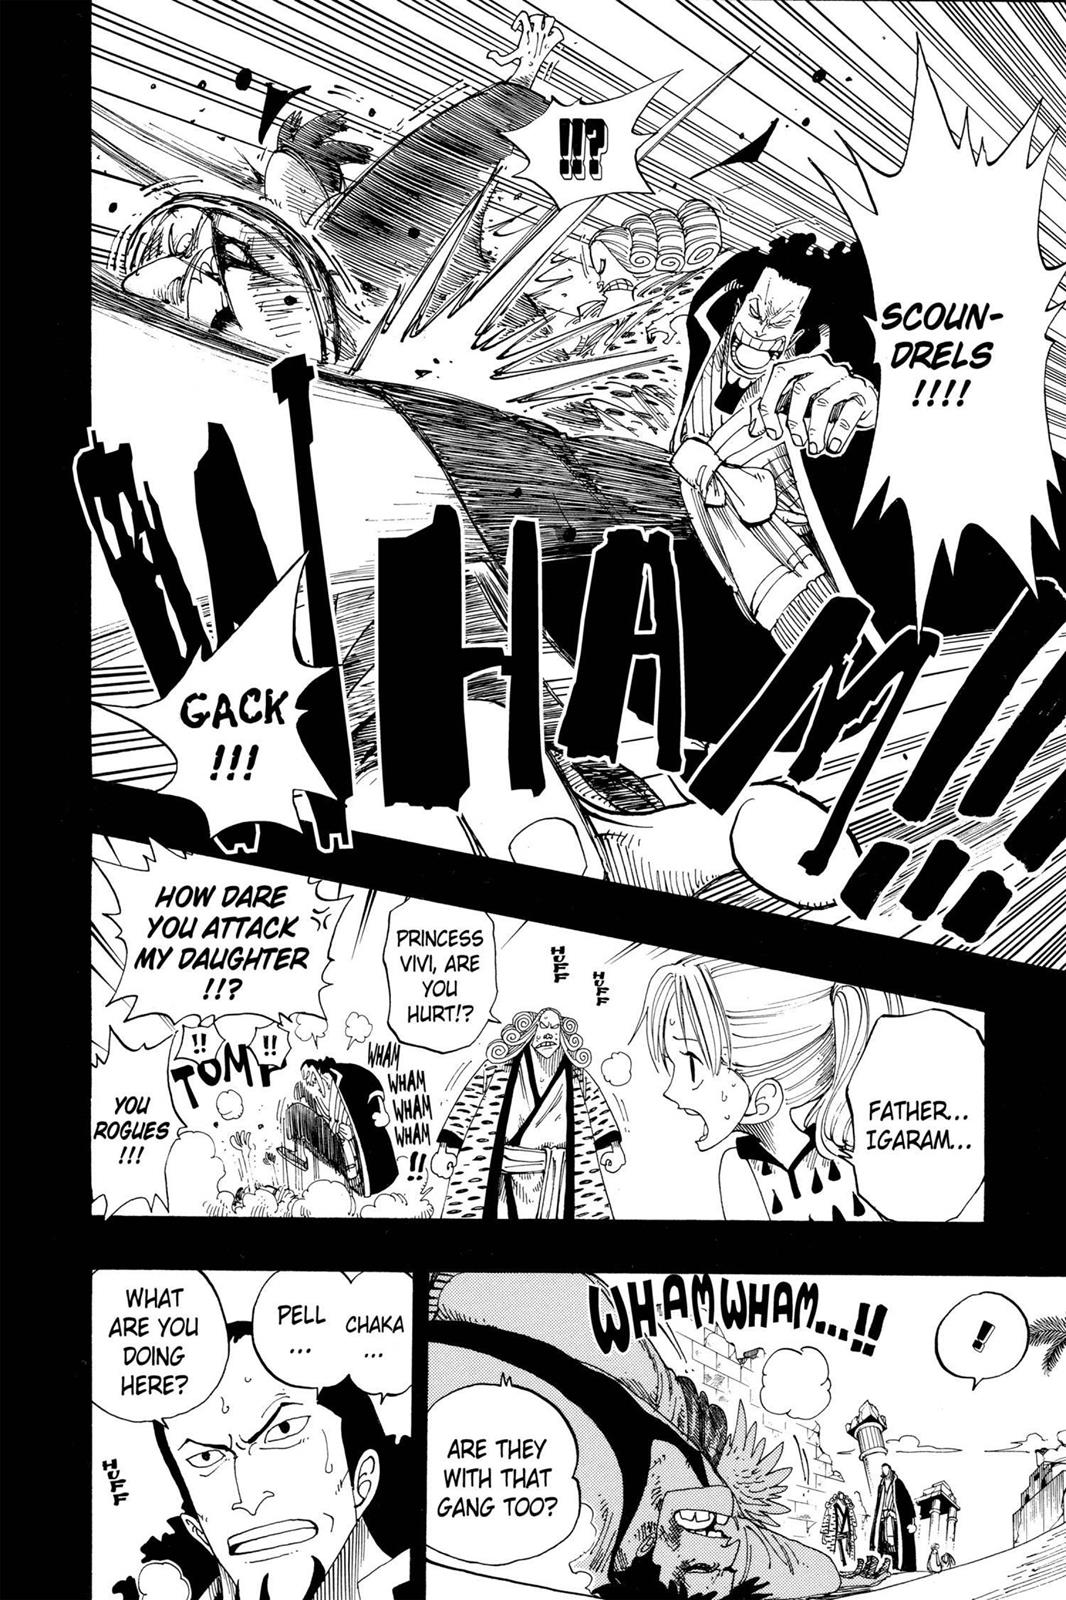 !!?
SCOUN-
DRELS
!!!!
WHAM!!!
GACK
!!!
HOW DARE
YOU ATTACK
MY DAUGHTER
!!?
PRINCESS
VIVI, ARE
YOU
HURT!?
HUFF
HUFF
FATHER...
IGARAM...
!!
!!
TOMP
WHAM
WHAM
WHAM
WHAM
!!
YOU
ROGUES
!!!
WHAT
ARE YOU
DOING
HERE?
PELL
...
CHAKA
...
HUFF
WHAM WHAM...!!
!
ARE THEY
WITH THAT
GANG TOO?